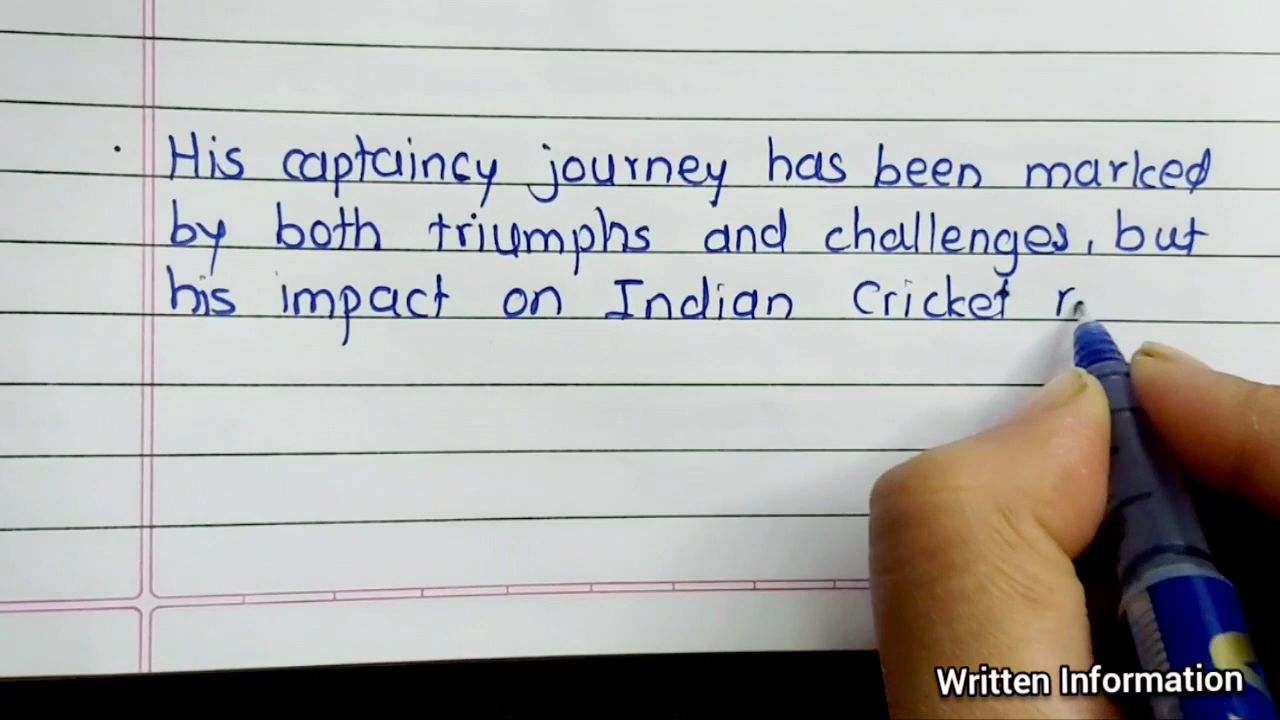 · His captaincy journey has been marked
by both triumphs and challenges, but
his impact on Indian Cricket r
Written Information